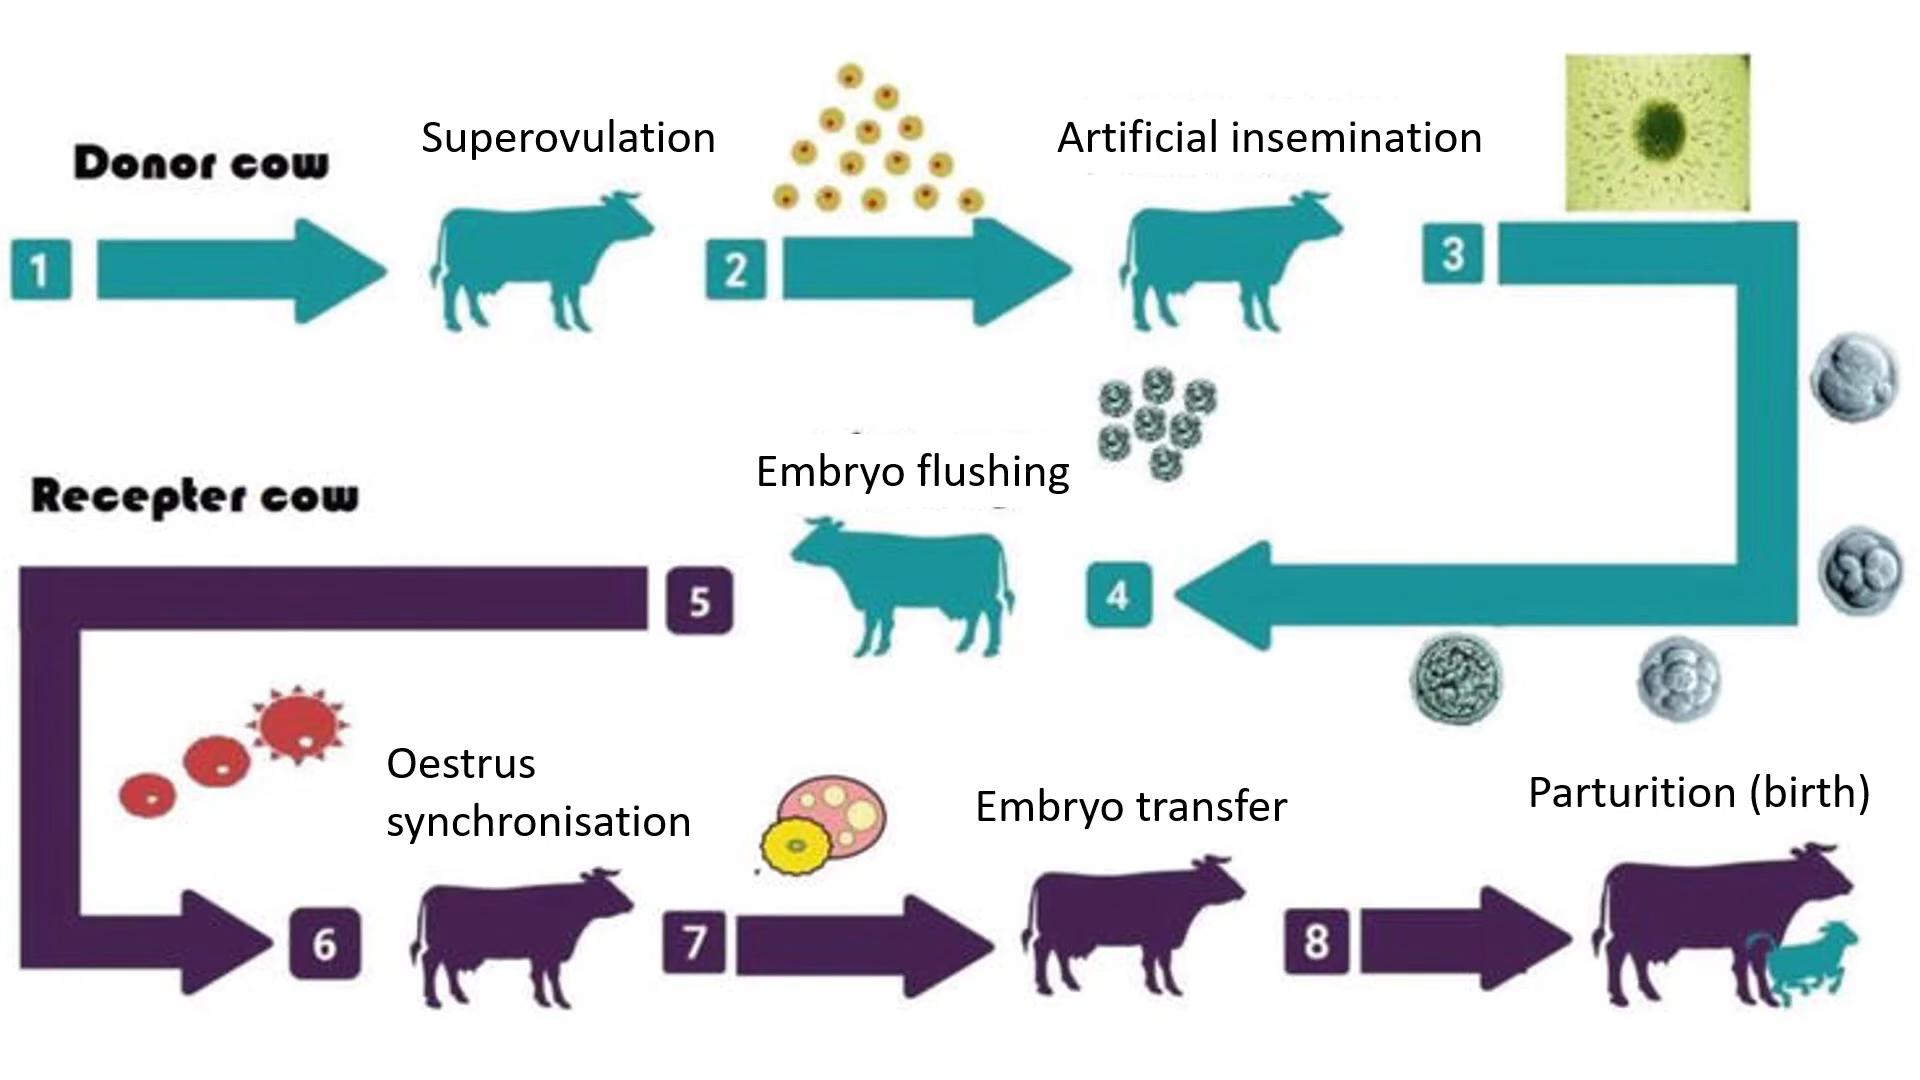 Donor cow
1
Superovulation
2
Artificial insemination
3
Recepter cow
5
Embryo flushing
4
6
Oestrus
synchronisation
7
Embryo transfer
8
Parturition (birth)